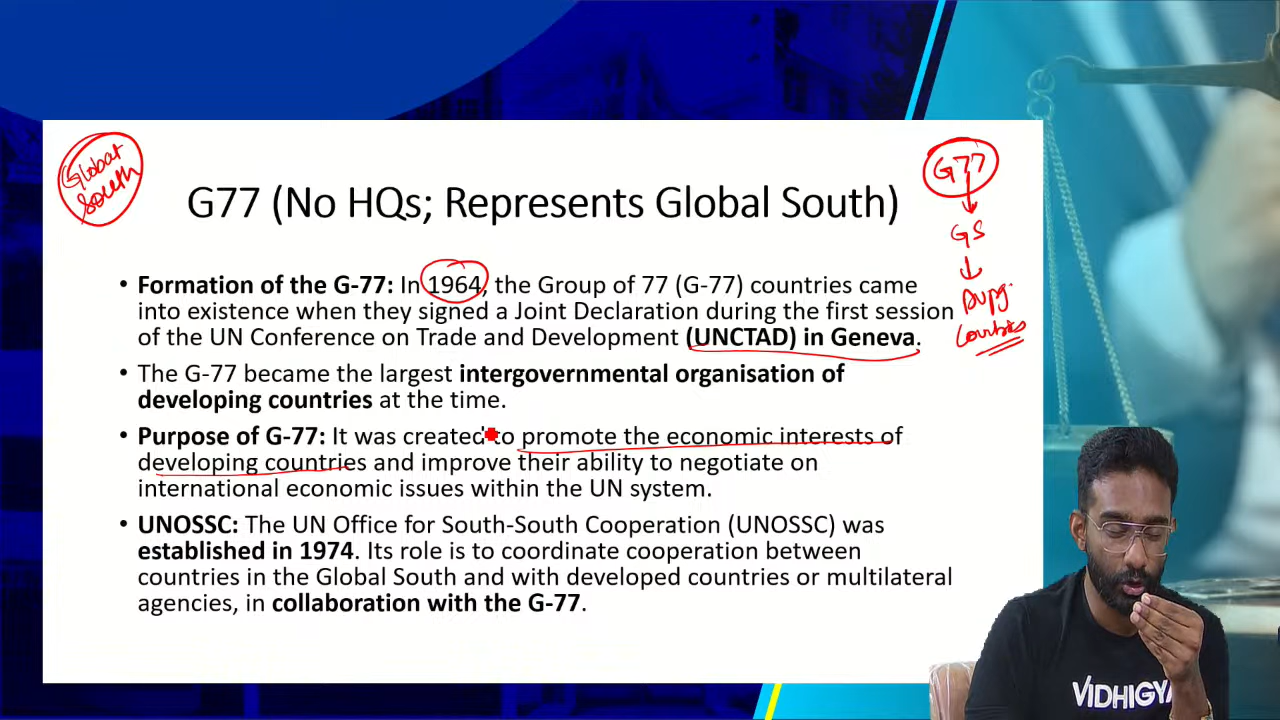 Global
South
G77
G77 (No HQs; Represents Global South)
GS
• Formation of the G-77: In 1964, the Group of 77 (G-77) countries came
into existence when they signed a Joint Declaration during the first session
of the UN Conference on Trade and Development (UNCTAD) in Geneva.
Countries
• The G-77 became the largest intergovernmental organisation of
developing countries at the time.
• Purpose of G-77: It was created to promote the economic interests of
developing countries and improve their ability to negotiate on
international economic issues within the UN system.
• UNOSSC: The UN Office for South-South Cooperation (UNOSSC) was
established in 1974. Its role is to coordinate cooperation between
countries in the Global South and with developed countries or multilateral
agencies, in collaboration with the G-77.